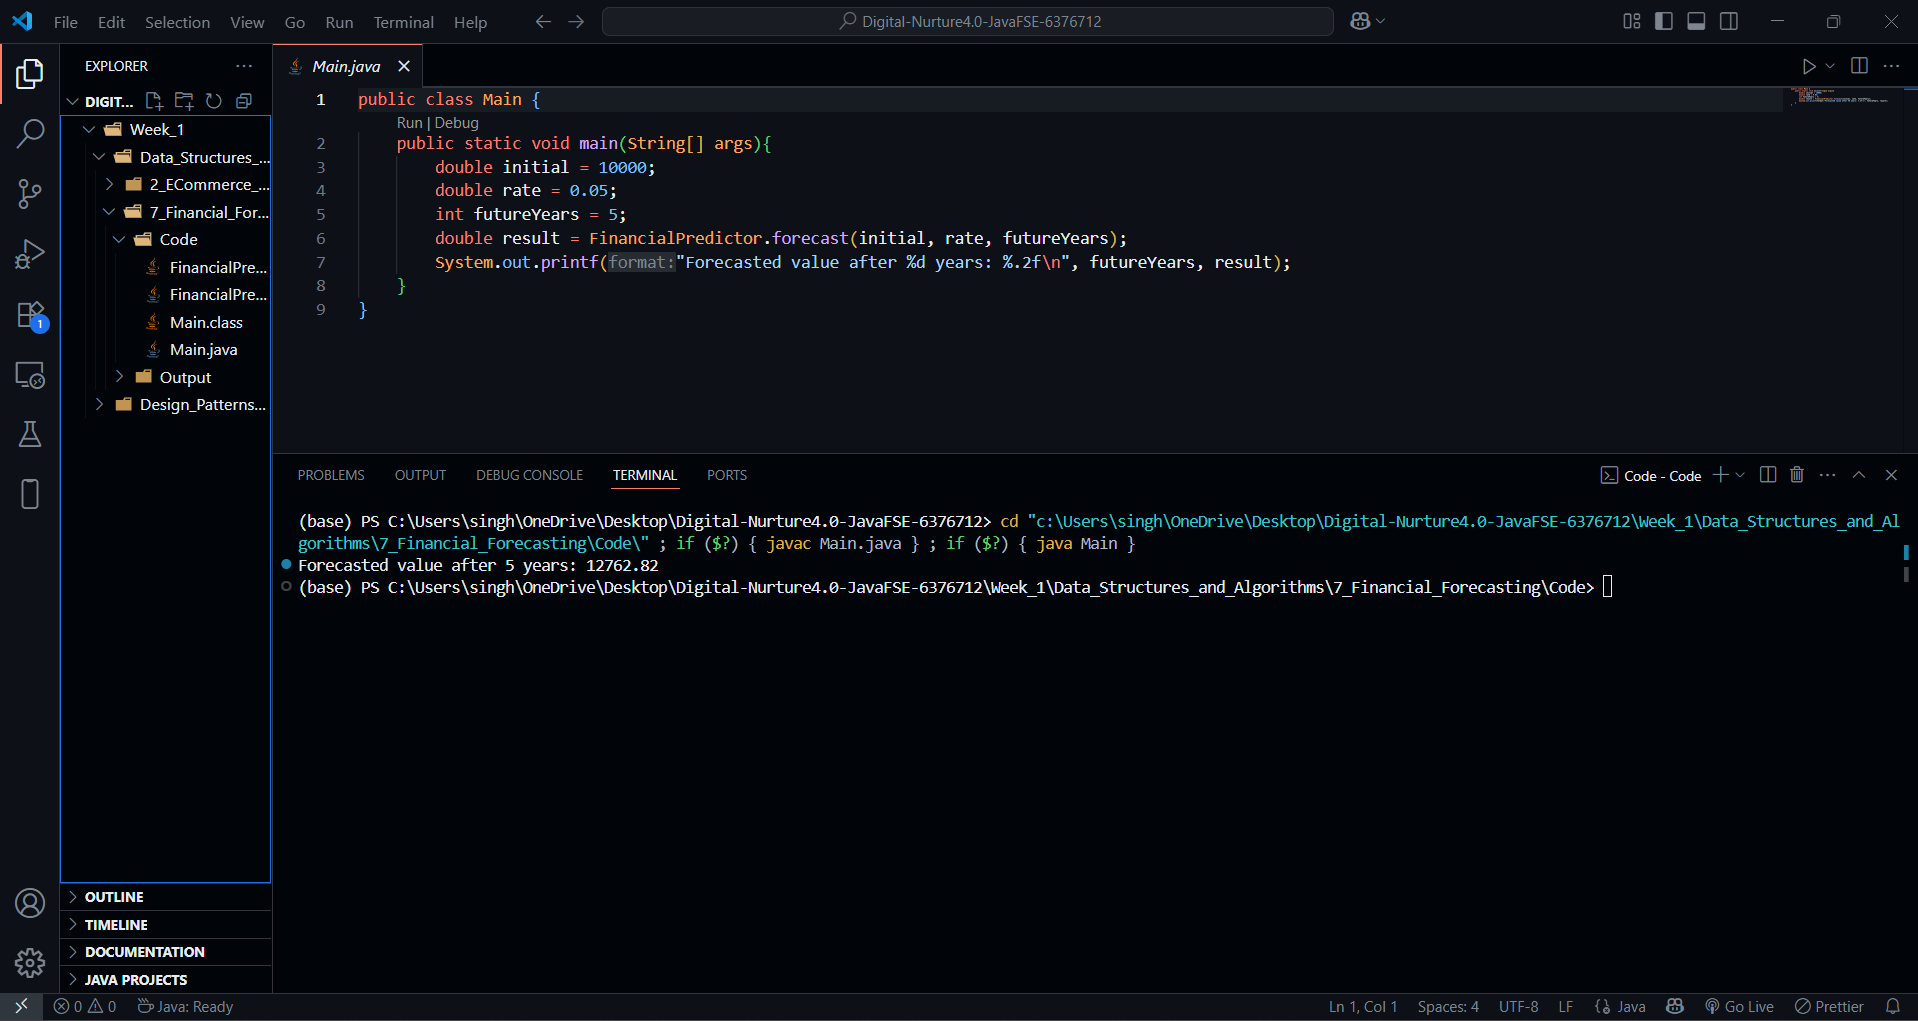 File Edit Selection View Go Run Terminal Help
Digital-Nurture4.0-JavaFSE-6376712
EXPLORER
DIGIT...
Week_1
Data_Structures_...
2_ECommerce_...
7_Financial_For...
Code
FinancialPre...
FinancialPre...
Main.class
Main.java
Output
Design_Patterns...
1
OUTLINE
TIMELINE
DOCUMENTATION
JAVA PROJECTS
Main.java
1 public class Main {
Run | Debug
2 public static void main(String[] args){
3 double initial = 10000;
4 double rate = 0.05;
5 int futureYears = 5;
6 double result = FinancialPredictor.forecast(initial, rate, futureYears);
7 System.out.printf(format:"Forecasted value after %d years: %.2f\n", futureYears, result);
8 }
9 }
PROBLEMS OUTPUT DEBUG CONSOLE TERMINAL PORTS
Code - Code
(base) PS C:\Users\singh\OneDrive\Desktop\Digital-Nurture4.0-JavaFSE-6376712> cd "c:\Users\singh\OneDrive\Desktop\Digital-Nurture4.0-JavaFSE-6376712\Week_1\Data_Structures_and_Al
gorithms\7_Financial_Forecasting\Code\" ; if ($?) { javac Main.java } ; if ($?) { java Main }
Forecasted value after 5 years: 12762.82
(base) PS C:\Users\singh\OneDrive\Desktop\Digital-Nurture4.0-JavaFSE-6376712\Week_1\Data_Structures_and_Algorithms\7_Financial_Forecasting\Code>
0 0 Java: Ready
Ln 1, Col 1 Spaces: 4 UTF-8 LF {} Java Go Live Prettier